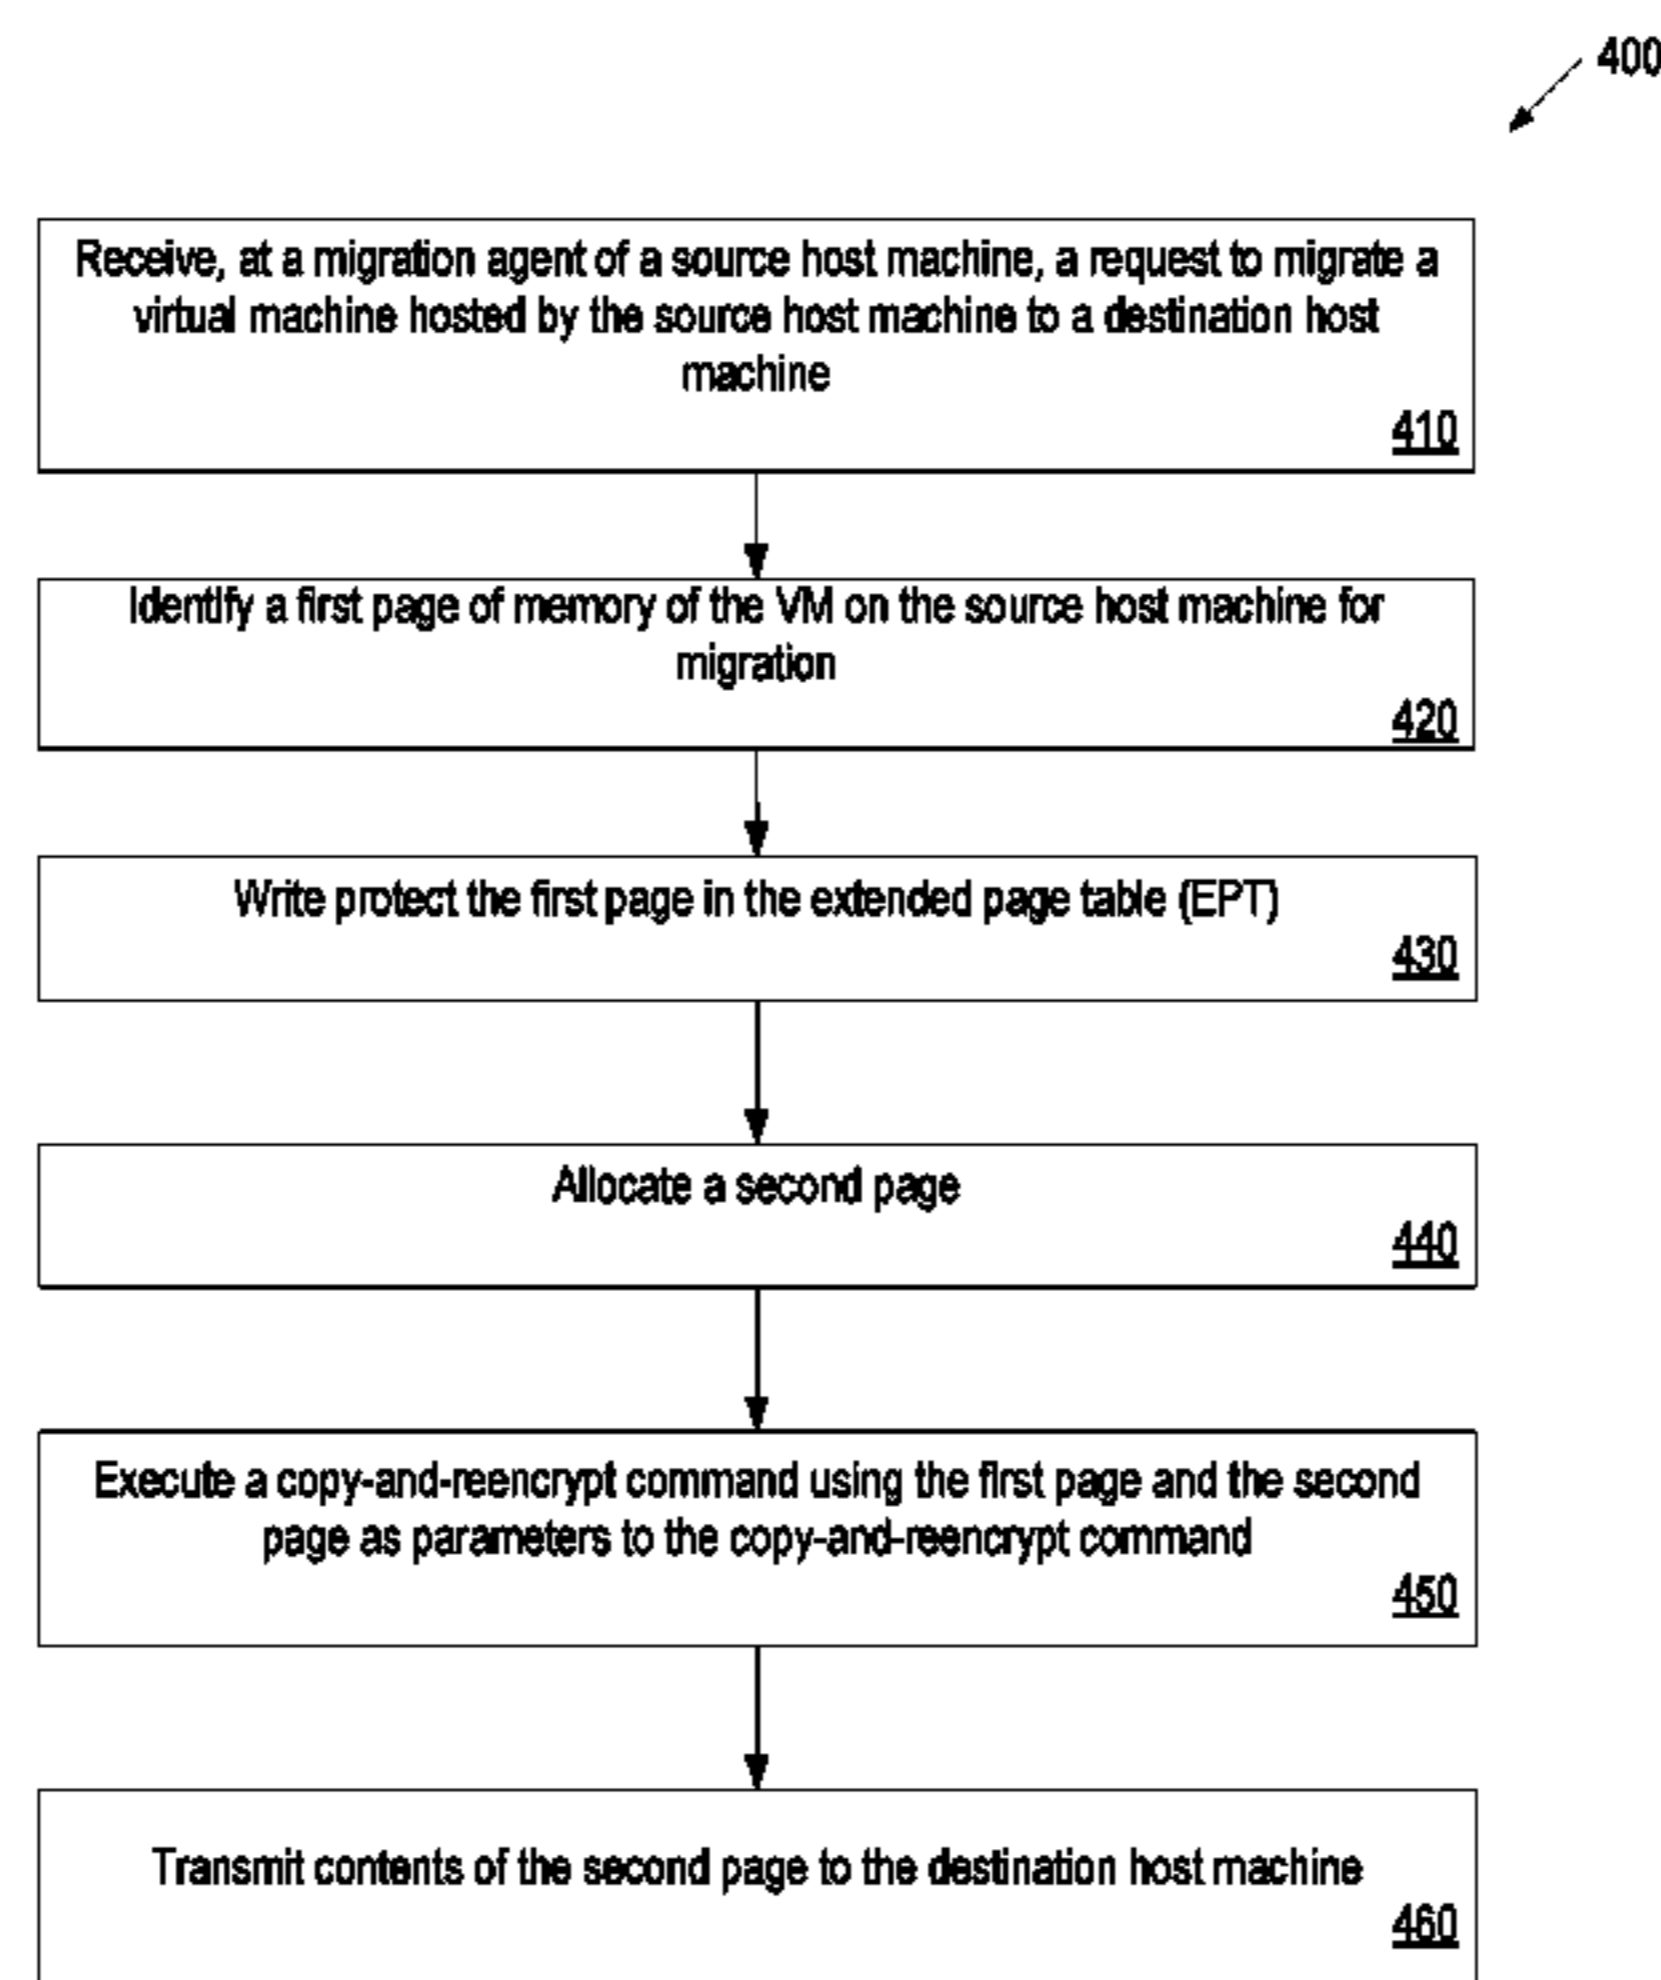 400
Receive, at a migration agent of a source host machine, a request to migrate a
virtual machine hosted by the source host machine to a destination host
machine
410
Identify a first page of memory of the VM on the source host machine for
migration
420
Write protect the first page in the extended page table (EPT)
430
Allocate a second page
440
Execute a copy-and-reencrypt command using the first page and the second
page as parameters to the copy-and-reencrypt command
450
Transmit contents of the second page to the destination host machine
460